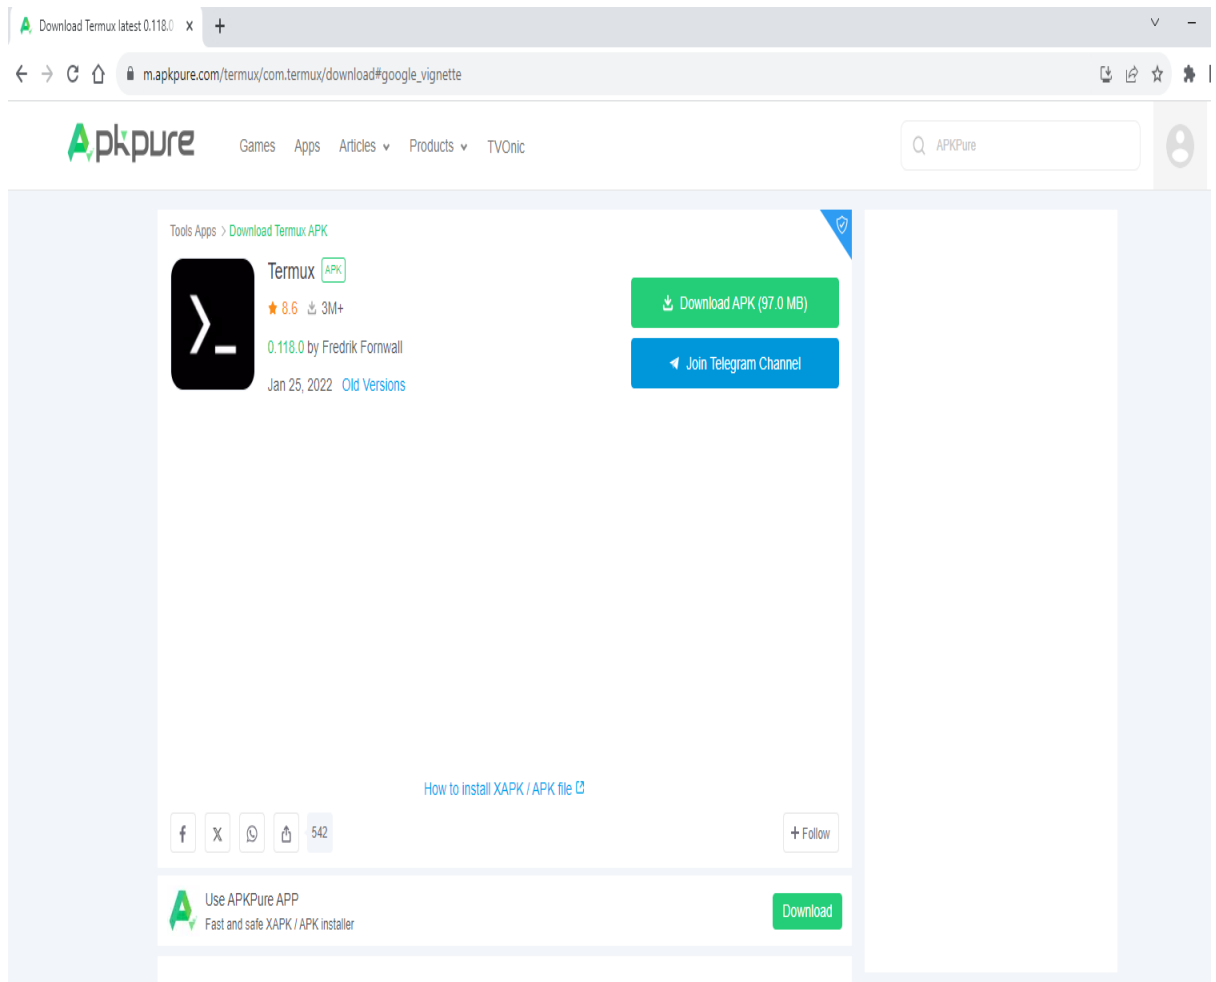 Download Termux latest 0.118.0
m.apkpure.com/termux/com.termux/download#google_vignette
Apkpure
Games Apps Articles Products TVOnic
APKPure
Tools Apps > Download Termux APK
Termux APK
8.6 3M+
0.118.0 by Fredrik Fornwall
Jan 25, 2022 Old Versions
Download APK (97.0 MB)
Join Telegram Channel
How to install XAPK / APK file
542
+ Follow
Use APKPure APP
Fast and safe XAPK / APK installer
Download